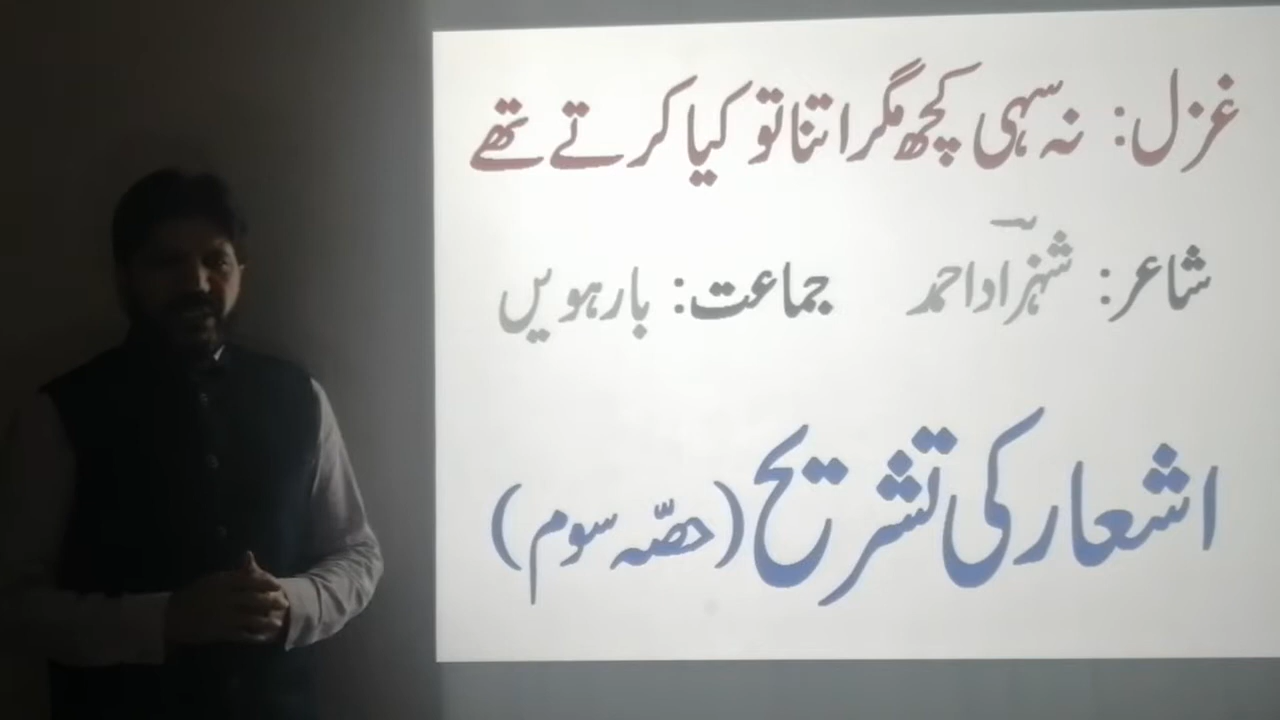 غزل: نہ سہی کچھ مگر اتنا تو کیا کرتے تھے
شاعر: شہزاد احمد جماعت: بارہویں
اشعار کی تشریح (حصّہ سوم)